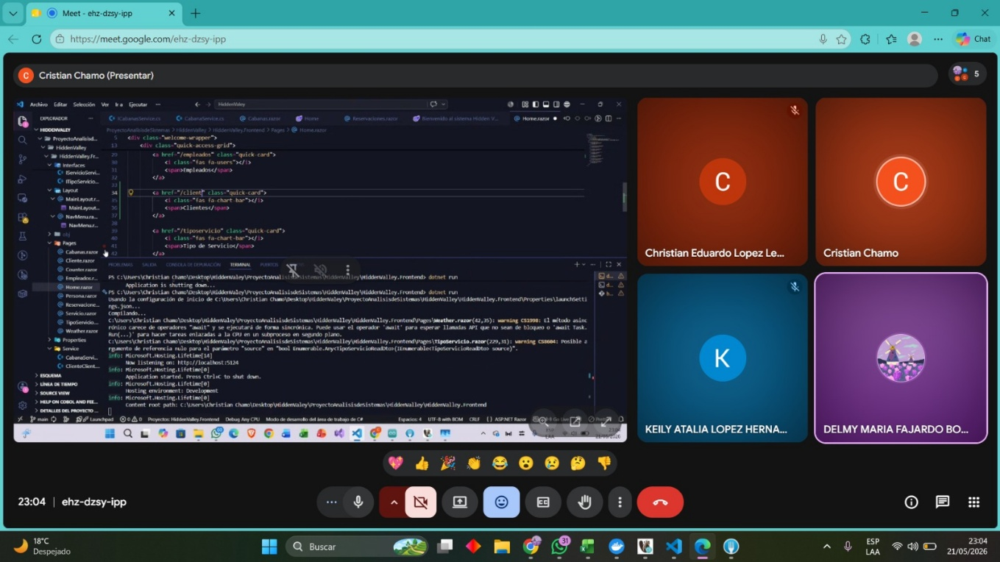 Meet - ehz-dzsy-ipp
https://meet.google.com/ehz-dzsy-ipp
Chat
C Cristian Chamo (Presentar)
5
Archivo Editar Selección Ver Ir a Ejecutar ···
HiddenValey
EXPLORADOR
ICabanasService.cs CabanaService.cs Cabanas.razor Home Reservaciones.razor Bienvenido al sistema Hidden V... Home.razor
HIDDENVALEY
ProyectoAnalisisd...
HiddenValley
HiddenValley.Fr...
Interfaces
IServicioServi...
ITipoServicio...
Layout
MainLayout.r...
MainLayout...
NavMenu.ra...
NavMenu.r...
obj
Pages
Cabanas.razor
Cliente.razor
Counter.razor
Empleados.r...
Home.razor
Persona.razor
Reservacione...
Servicio.razor
TipoServicio...
Weather.razor
Properties
Service
CabanaServi...
ClienteClient...
ESQUEMA
LÍNEA DE TIEMPO
SOURCE VIEW
HELP ON COBOL AND FEE...
DETALLES DEL PROYECTO ...
ProyectoAnalisisdeSistemas > HiddenValley > HiddenValley.Frontend > Pages > Home.razor
5 <div class="welcome-wrapper">
13 <div class="quick-access-grid">
29 <a href="/empleados" class="quick-card">
30 <i class="fas fa-users"></i>
31 <span>Empleados</span>
32 </a>
33
34 <a href="/client" class="quick-card">
35 <i class="fas fa-chart-bar"></i>
36 <span>Clientes</span>
37 </a>
38
39 <a href="/tiposervicio" class="quick-card">
40 <i class="fas fa-chart-bar"></i>
41 <span>Tipo de Servicio</span>
42 </a>
PROBLEMAS SALIDA CONSOLA DE DEPURACIÓN TERMINAL PUERTOS
PS C:\Users\Christian Chamo\Desktop\HiddenValey\ProyectoAnalisisdeSistemas\HiddenValley\HiddenValley.Frontend> dotnet run
Application is shutting down...
PS C:\Users\Christian Chamo\Desktop\HiddenValey\ProyectoAnalisisdeSistemas\HiddenValley\HiddenValley.Frontend> dotnet run
Usando la configuración de inicio de C:\Users\Christian Chamo\Desktop\HiddenValey\ProyectoAnalisisdeSistemas\HiddenValley\HiddenValley.Frontend\Properties\launchSetti
ngs.json...
Compilando...
C:\Users\Christian Chamo\Desktop\HiddenValey\ProyectoAnalisisdeSistemas\HiddenValley\HiddenValley.Frontend\Pages\Weather.razor(42,35): warning CS1998: El método asinc
rónico carece de operadores "await" y se ejecutará de forma sincrónica. Puede usar el operador 'await' para esperar llamadas API que no sean de bloqueo o 'await Task.
Run(...)' para hacer tareas enlazadas a la CPU en un subproceso en segundo plano.
C:\Users\Christian Chamo\Desktop\HiddenValey\ProyectoAnalisisdeSistemas\HiddenValley\HiddenValley.Frontend\Pages\TipoServicio.razor(229,31): warning CS8604: Posible a
rgumento de referencia nulo para el parámetro "source" en "bool Enumerable.Any<TipoServicioReadDto>(IEnumerable<TipoServicioReadDto> source)".
info: Microsoft.Hosting.Lifetime[14]
Now listening on: http://localhost:5124
info: Microsoft.Hosting.Lifetime[0]
Application started. Press Ctrl+C to shut down.
info: Microsoft.Hosting.Lifetime[0]
Hosting environment: Development
info: Microsoft.Hosting.Lifetime[0]
Content root path: C:\Users\Christian Chamo\Desktop\HiddenValey\ProyectoAnalisisdeSistemas\HiddenValley\HiddenValley.Frontend
main Launchpad 0 0 Proyectos: HiddenValley.Frontend Debug Any CPU Modo de desarrollo del área de trabajo de C# Espacios: 4 UTF-8 with BOM CRLF ASP.NET Razor
LAA 21/05/2026
C
Christian Eduardo Lopez Le...
C
Cristian Chamo
K
KEILY ATALIA LOPEZ HERNA...
DELMY MARIA FAJARDO BO...
23:04 | ehz-dzsy-ipp
18°C
Despejado
Buscar
31
ESP
LAA
23:04
21/05/2026